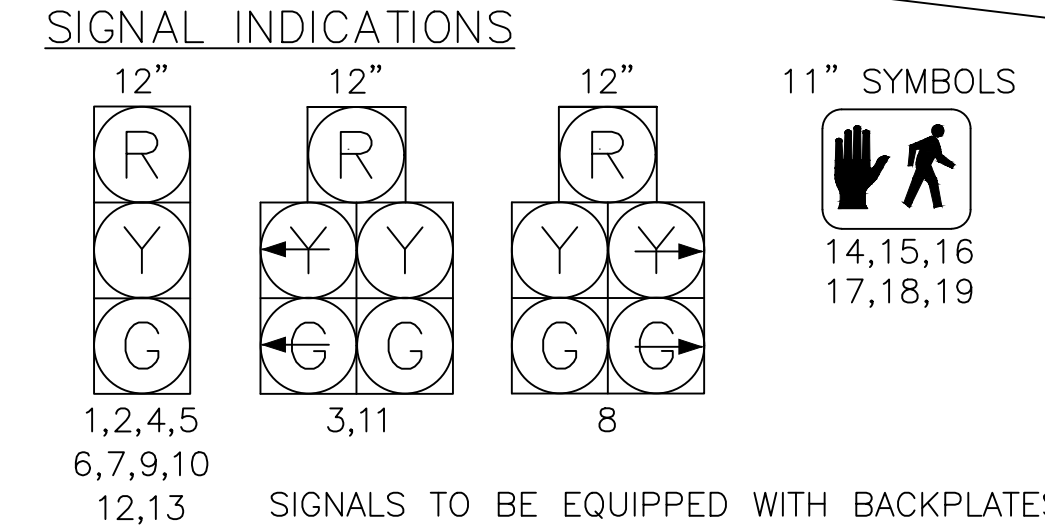 SIGNAL INDICATIONS
12” 12” 12” 11” SYMBOLS
R R R
Y Y Y Y Y
G G G G G
14,15,16
17,18,19
1,2,4,5 3,11 8
6,7,9,10
12,13
SIGNALS TO BE EQUIPPED WITH BACKPLATES